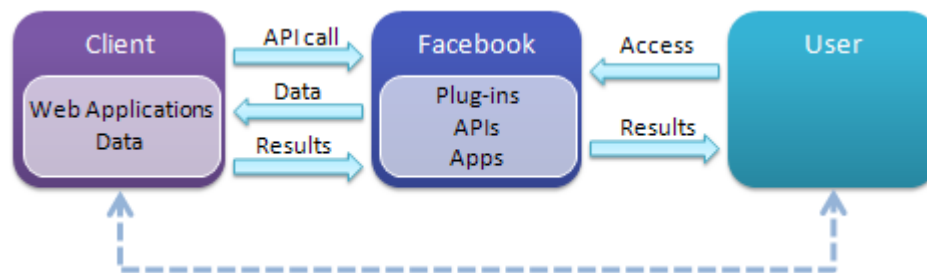 Client
Web Applications
Data
API call
Data
Results
Facebook
Plug-ins
APIs
Apps
Access
Results
User